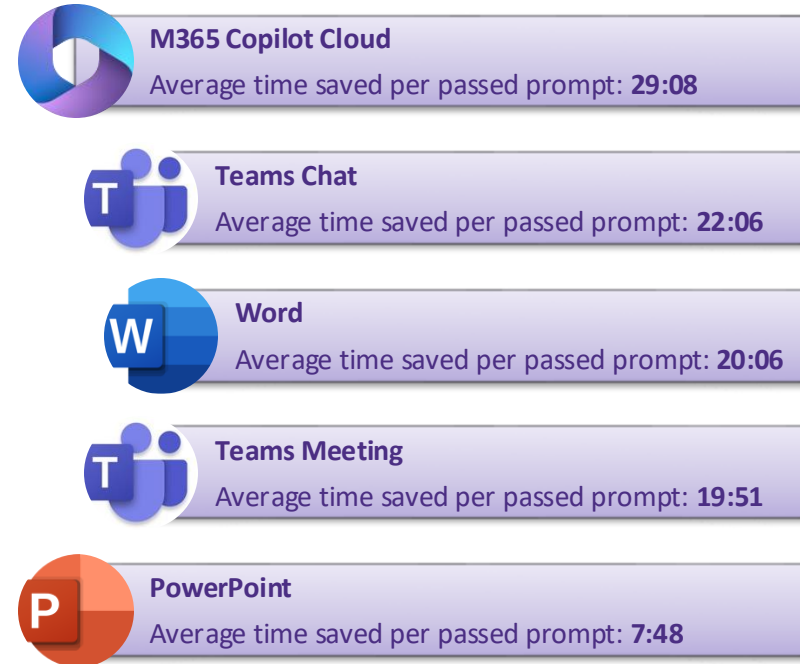 M365 Copilot Cloud
Average time saved per passed prompt: 29:08
T
Teams Chat
Average time saved per passed prompt: 22:06
W
Word
Average time saved per passed prompt: 20:06
T
Teams Meeting
Average time saved per passed prompt: 19:51
P
PowerPoint
Average time saved per passed prompt: 7:48